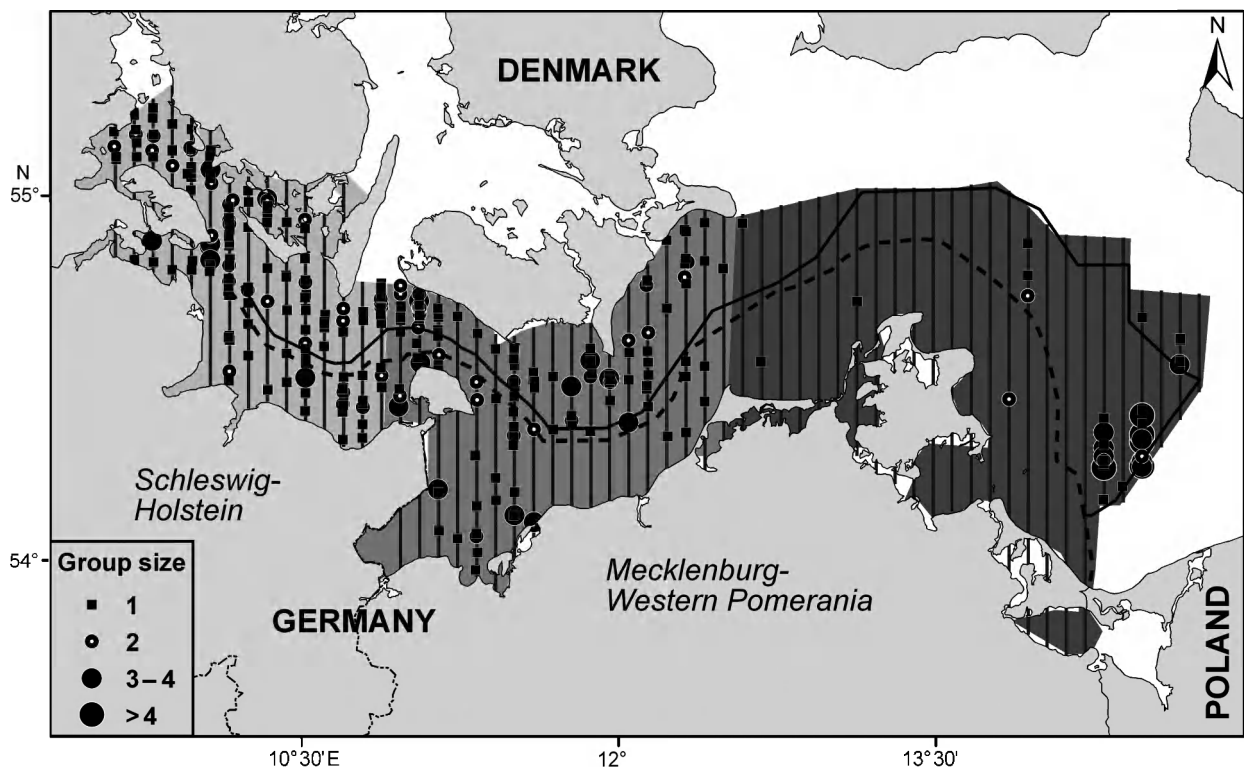 DENMARK
N
N
55°
Schleswig-
Holstein
54°
Group size
1
2
3–4
>4
GERMANY
Mecklenburg-
Western Pomerania
POLAND
10°30'E
12°
13°30'